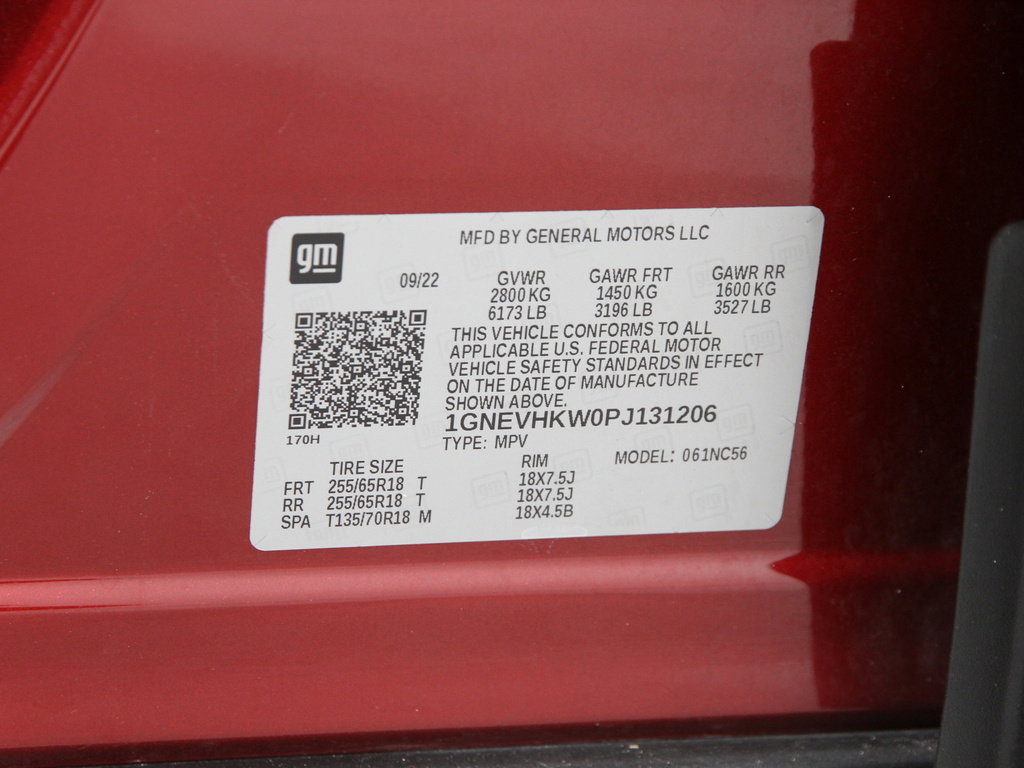 gm
MFD BY GENERAL MOTORS LLC
09/22 GVWR GAWR FRT GAWR RR
2800 KG 1450 KG 1600 KG
6173 LB 3196 LB 3527 LB
THIS VEHICLE CONFORMS TO ALL
APPLICABLE U.S. FEDERAL MOTOR
VEHICLE SAFETY STANDARDS IN EFFECT
ON THE DATE OF MANUFACTURE
SHOWN ABOVE.
1GNEVHKW0PJ131206
170H
TYPE: MPV
TIRE SIZE RIM MODEL: 061NC56
FRT 255/65R18 T 18X7.5J
RR 255/65R18 T 18X7.5J
SPA T135/70R18 M 18X4.5B